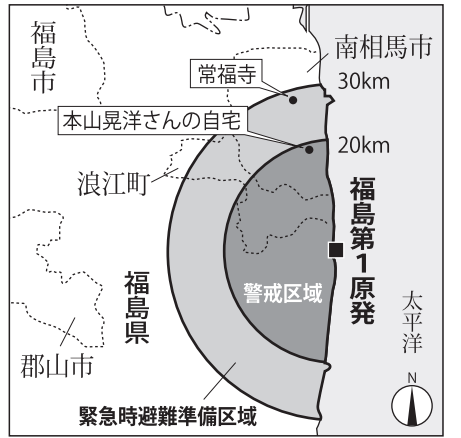 福島市
南相馬市
常福寺
30km
本山晃洋さんの自宅
20km
浪江町
福島第1原発
警戒区域
福島県
太平洋
郡山市
緊急時避難準備区域
N